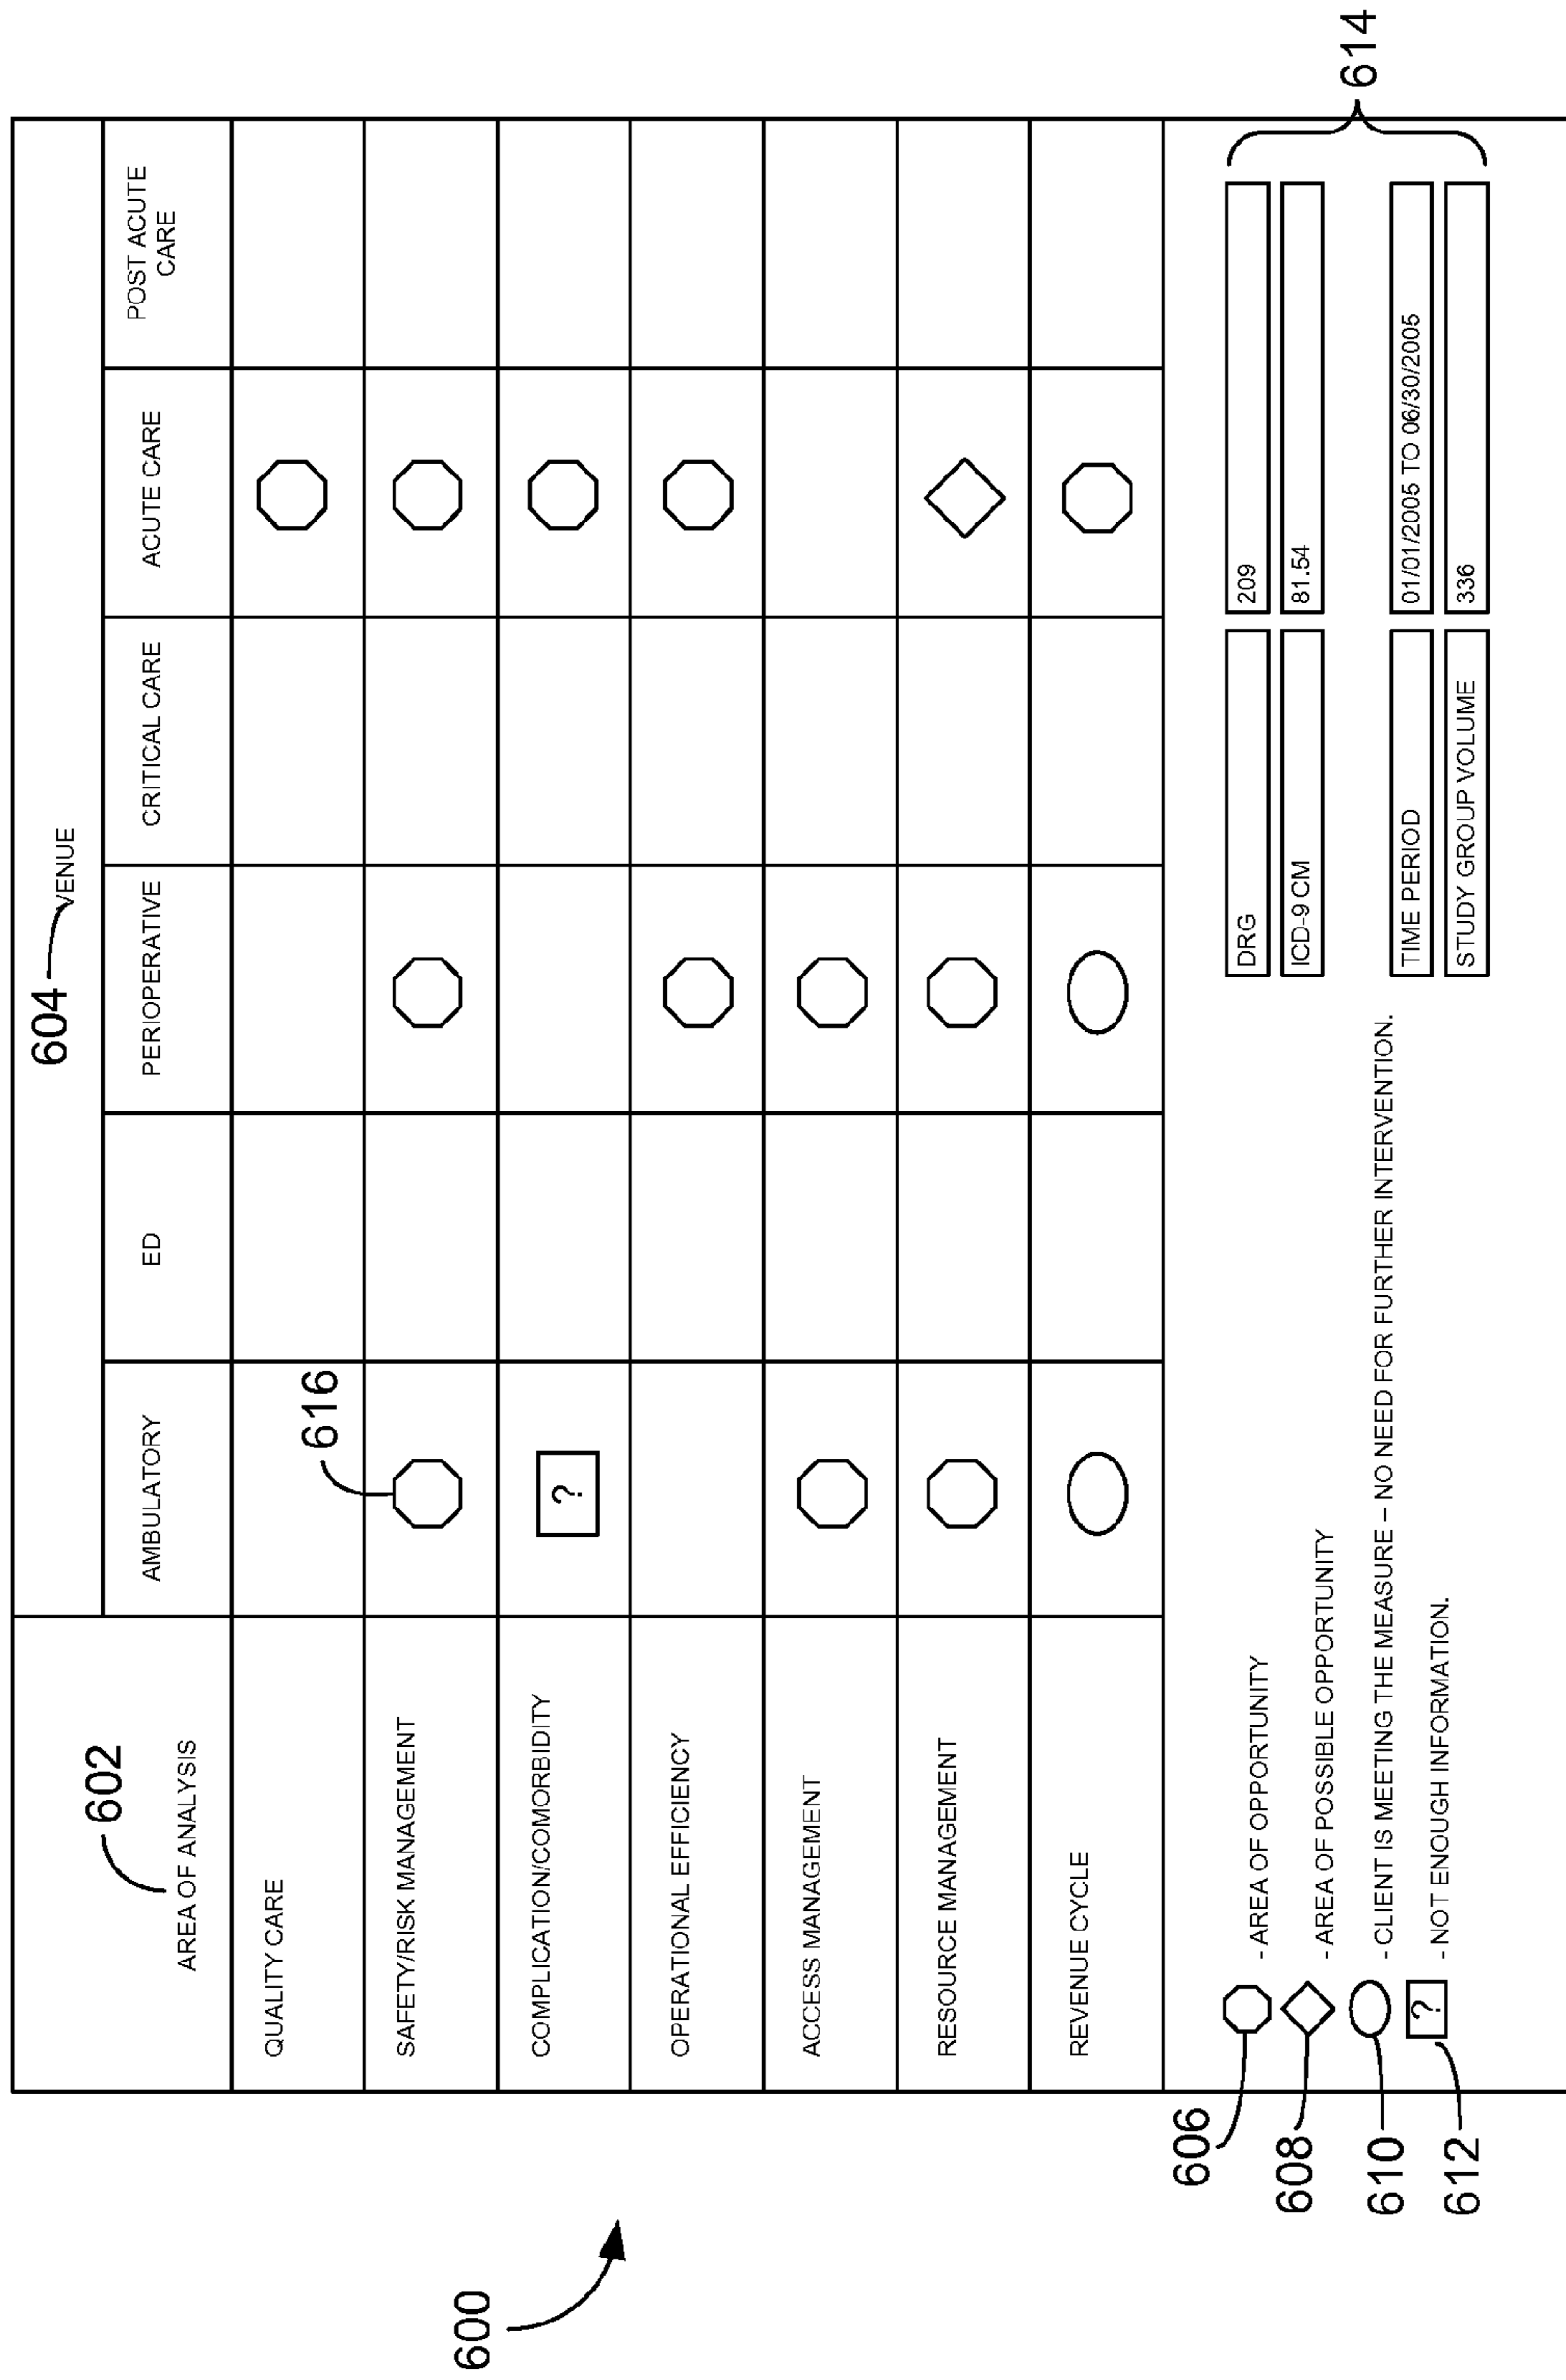 604
VENUE
602
AREA OF ANALYSIS
AMBULATORY
ED
PERIOPERATIVE
CRITICAL CARE
ACUTE CARE
POST ACUTE
CARE
QUALITY CARE
616
SAFETY/RISK MANAGEMENT
COMPLICATION/COMORBIDITY
?
OPERATIONAL EFFICIENCY
ACCESS MANAGEMENT
RESOURCE MANAGEMENT
REVENUE CYCLE
600
606
- AREA OF OPPORTUNITY
608
- AREA OF POSSIBLE OPPORTUNITY
610
- CLIENT IS MEETING THE MEASURE – NO NEED FOR FURTHER INTERVENTION.
612
?
- NOT ENOUGH INFORMATION.
DRG
209
ICD-9 CM
81.54
TIME PERIOD
01/01/2005 TO 06/30/2005
STUDY GROUP VOLUME
336
614